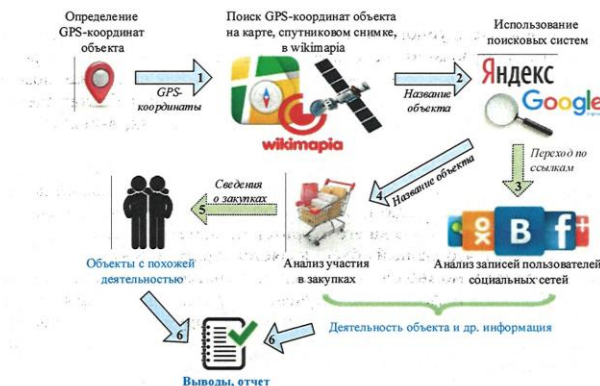 Определение
GPS-координат
объекта
Поиск GPS-координат объекта
на карте, спутниковом снимке,
в wikimapia
Использование
поисковых систем
1
GPS-
координаты
wikimapia
2
Название
объекта
Яндекс
Google
Переход по
ссылкам
3
Сведения
о закупках
5
4
Название объекта
B
f+
Объекты с похожей
деятельностью
Анализ участия
в закупках
Анализ записей пользователей
социальных сетей
6
6
Деятельность объекта и др. информация
Выводы, отчет